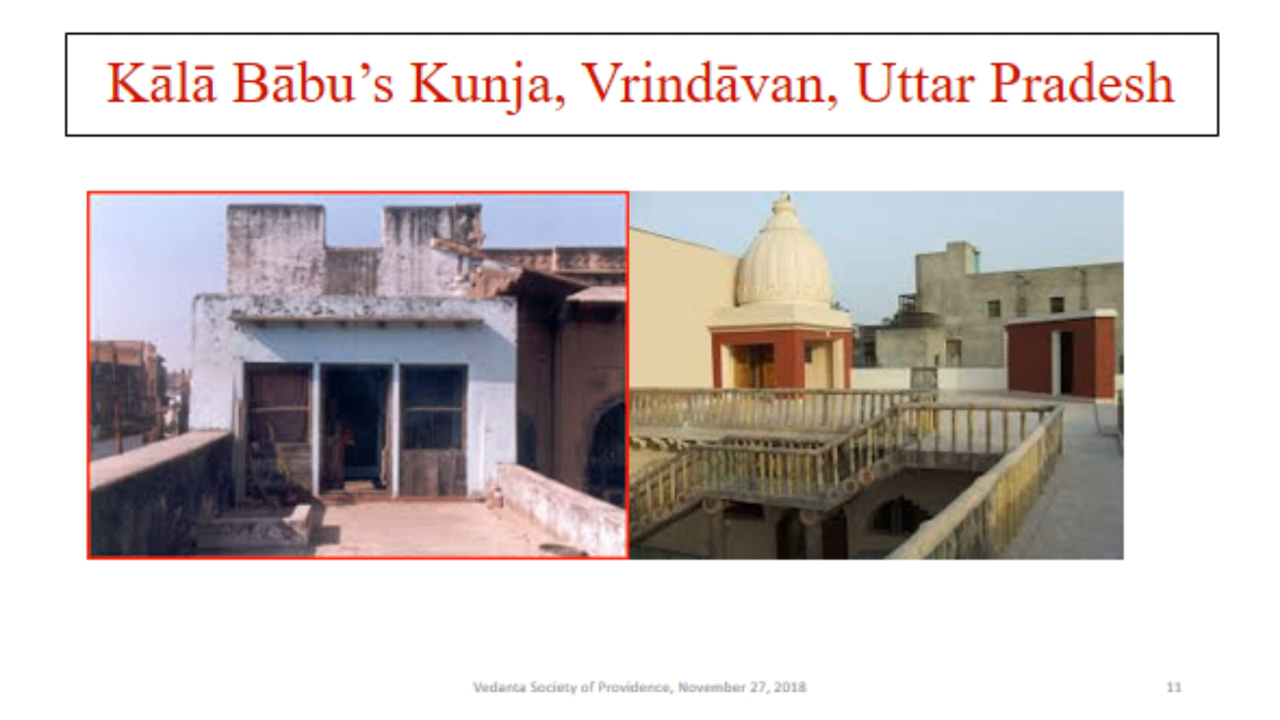 Kālā Bābu’s Kunja, Vrindāvan, Uttar Pradesh
Vedanta Society of Providence, November 27, 2018
11